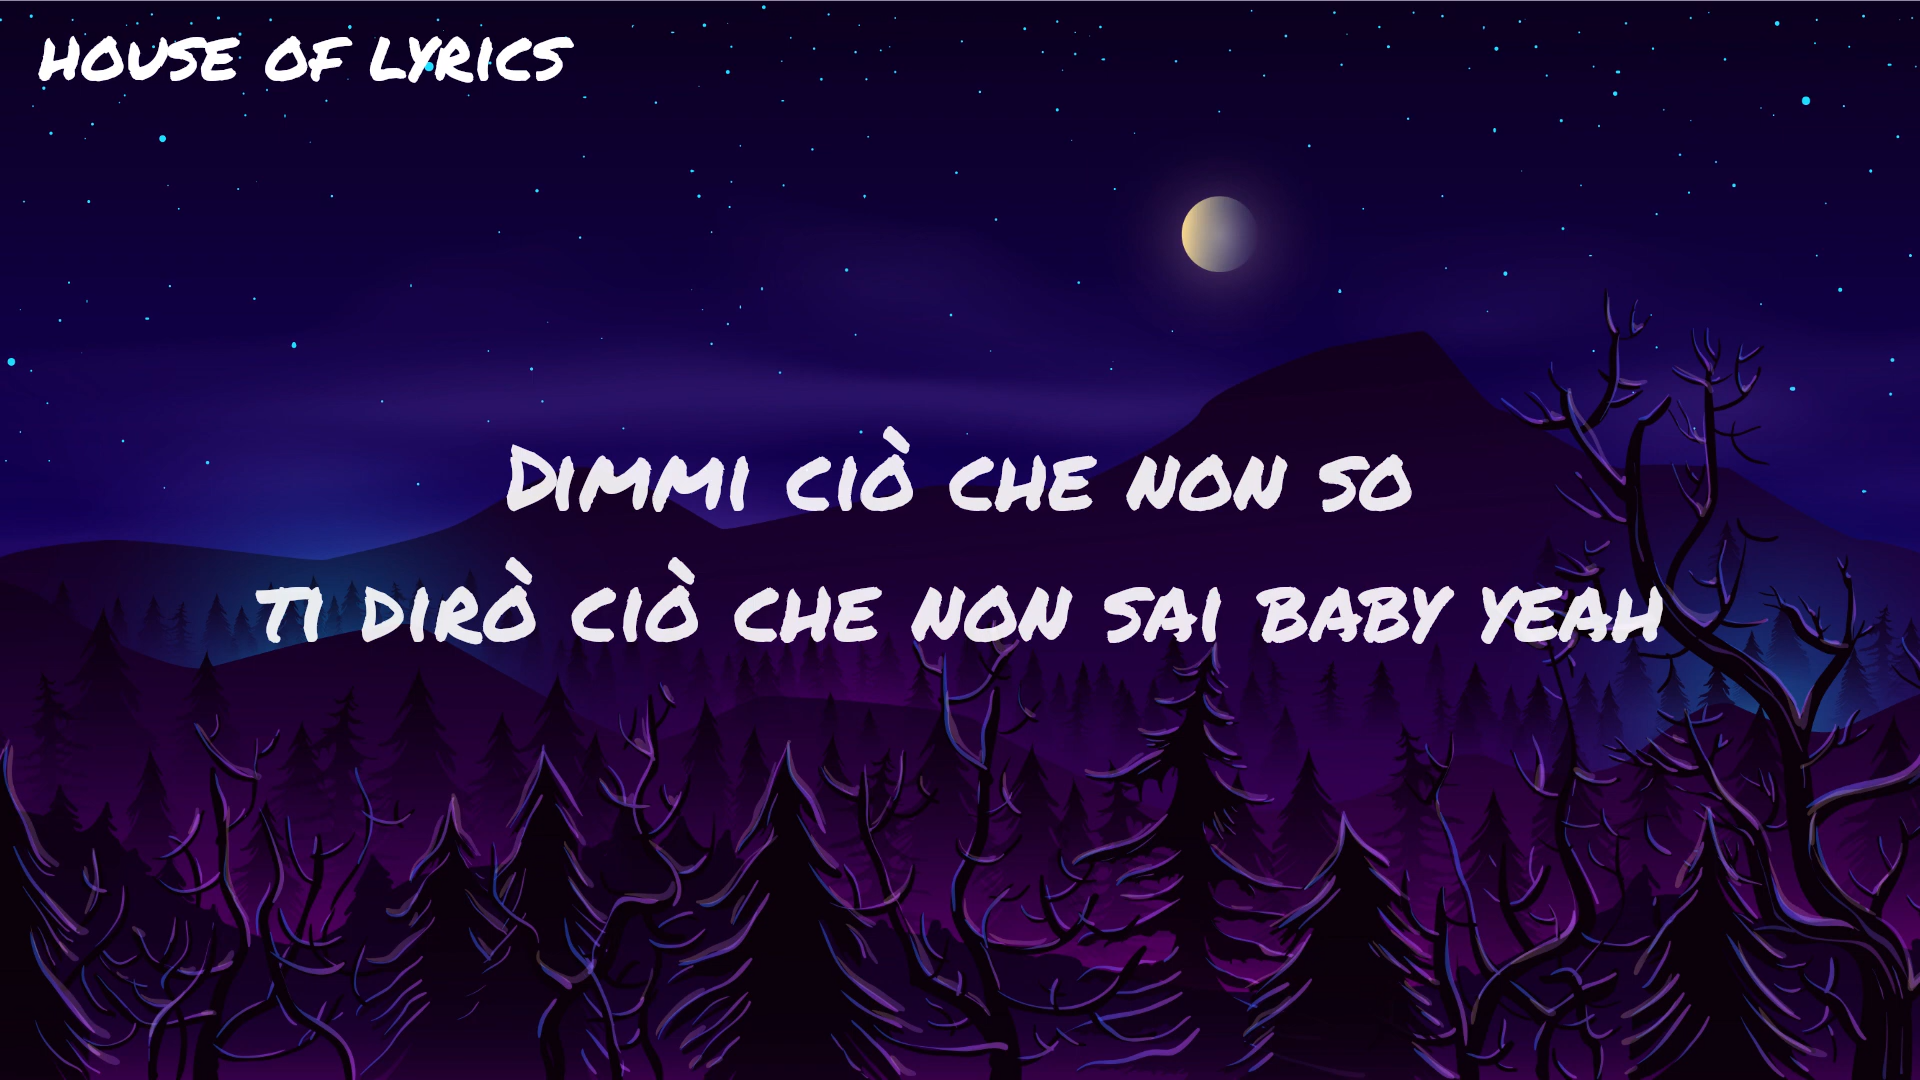 HOUSE OF LYRICS
DIMMI CIÒ CHE NON SO
TI DIRÒ CIÒ CHE NON SAI BABY YEAH